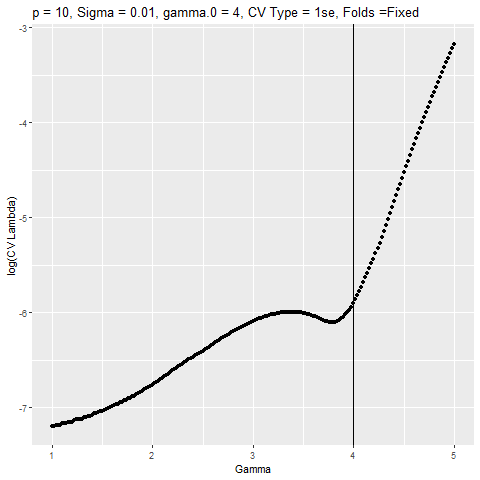 p = 10, Sigma = 0.01, gamma.0 = 4, CV Type = 1se, Folds =Fixed
-3
-4
-5
-6
-7
log(CV Lambda)
1 2 3 4 5
Gamma